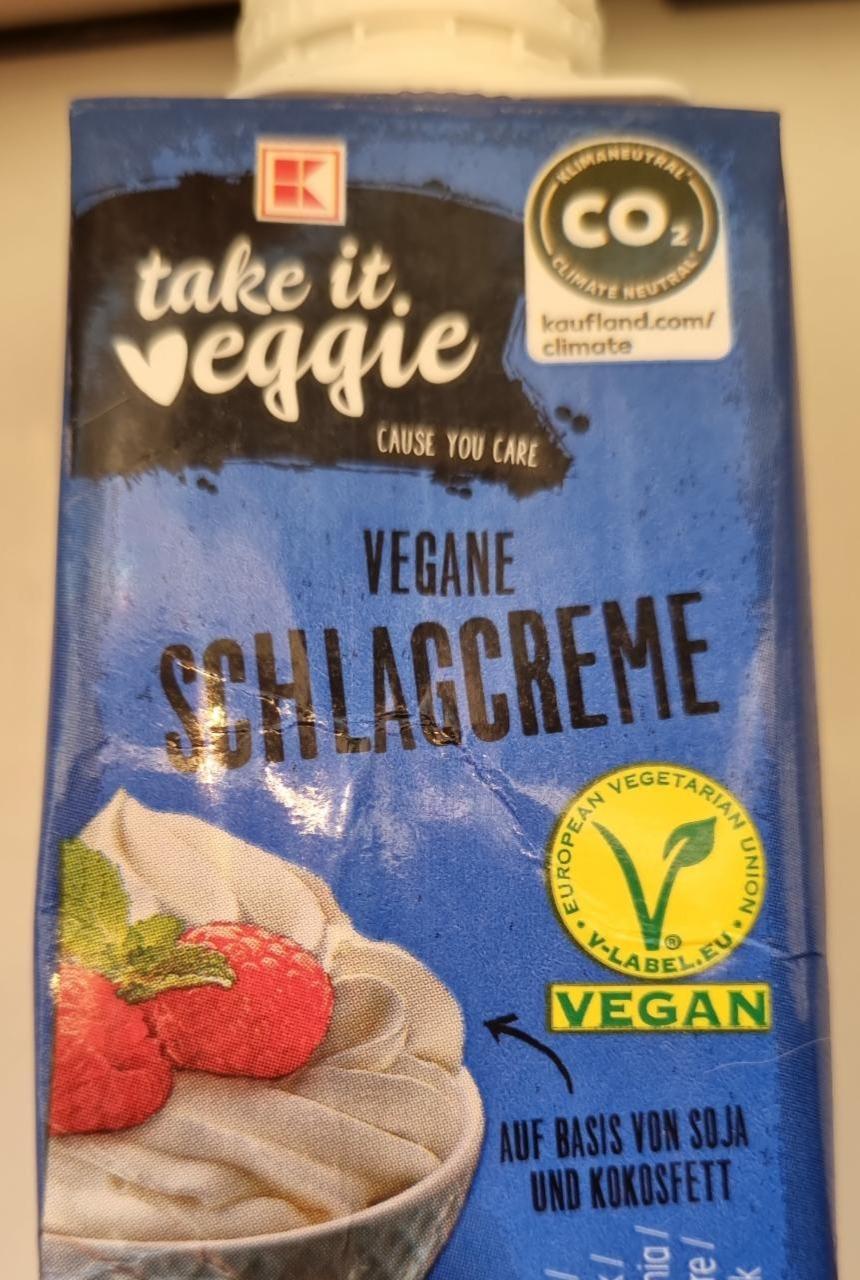 K
take it
veggie
CAUSE YOU CARE
KLIMANEUTRAL*
CO₂
CLIMATE NEUTRAL*
kaufland.com/
climate
VEGANE
SCHLAGCREME
EUROPEAN VEGETARIAN UNION
V®
• V-LABEL.EU •
VEGAN
AUF BASIS VON SOJA
UND KOKOSFETT